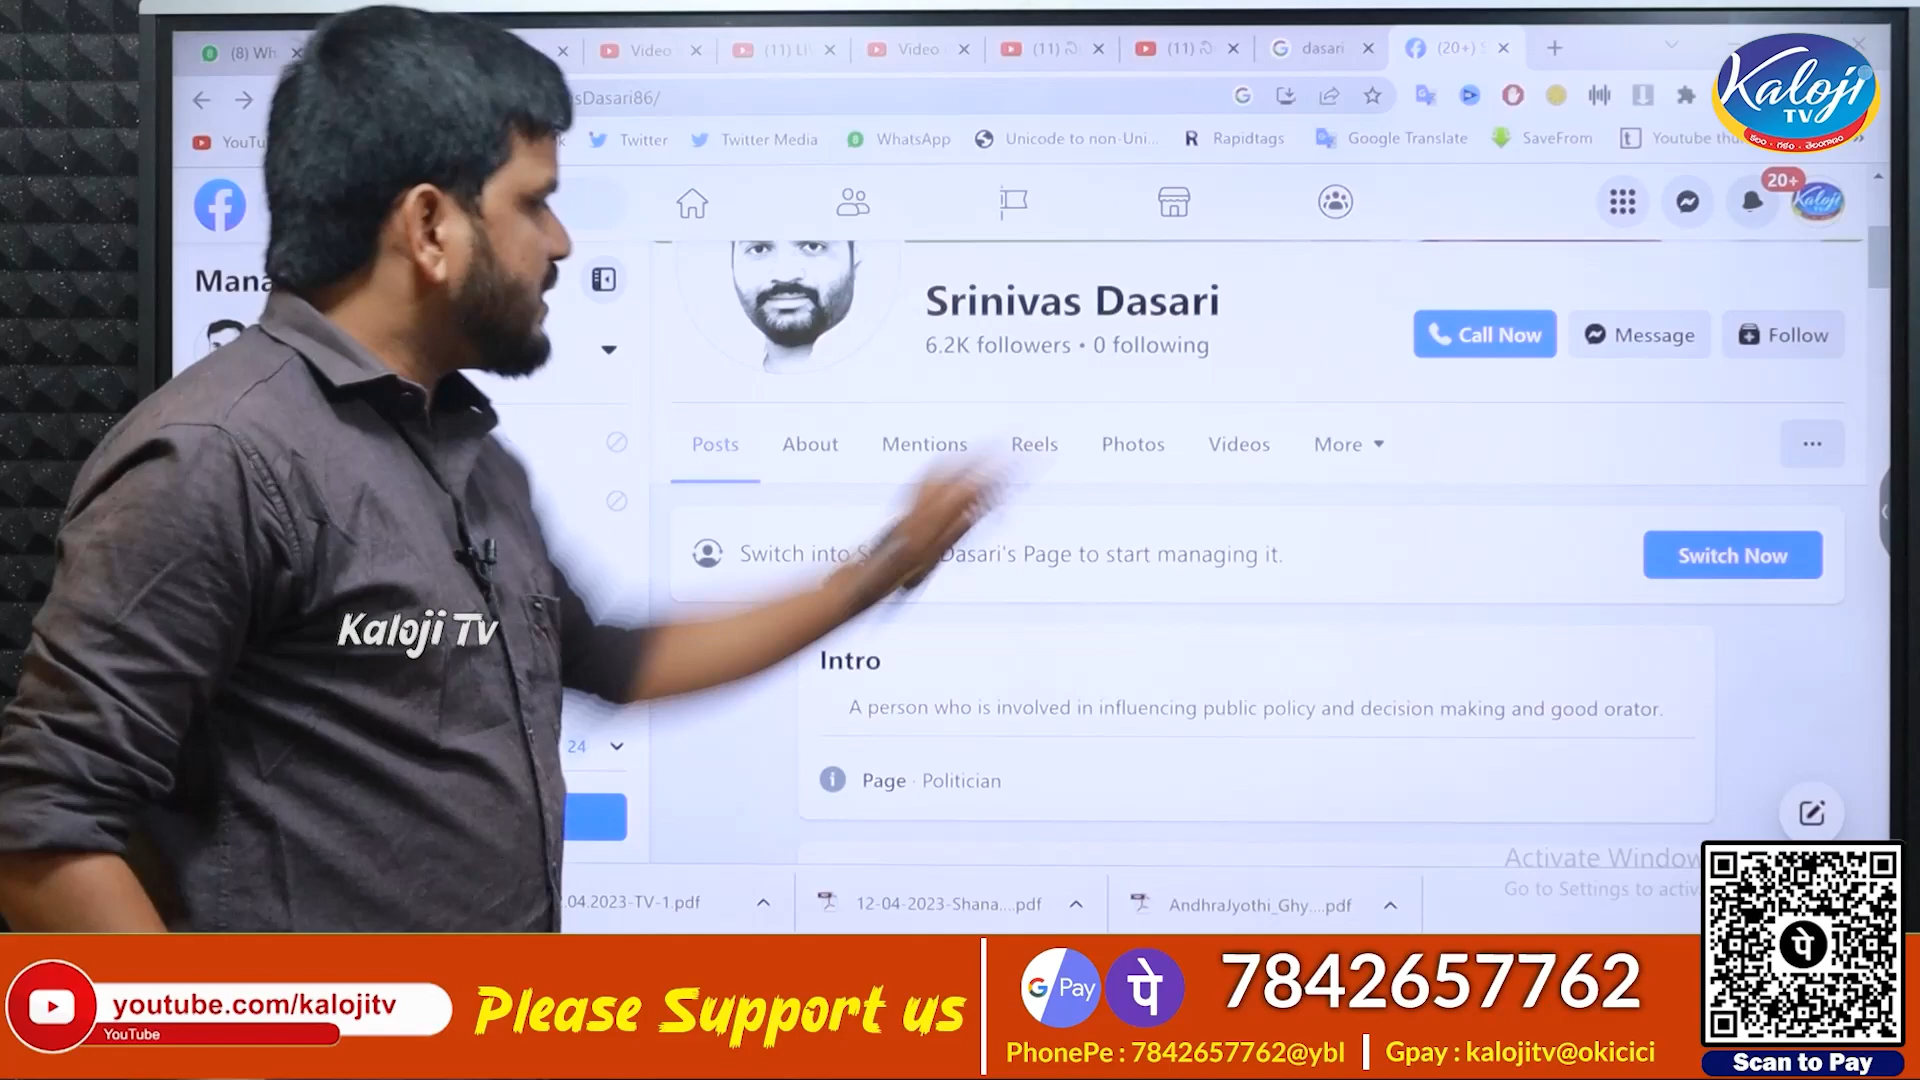 (8) Wh
Video
(11) LI
Video
(11) ని
(11) ని
dasari
(20+) S
sDasari86/
YouTu
Twitter
Twitter Media
WhatsApp
Unicode to non-Uni...
R Rapidtags
Google Translate
SaveFrom
Youtube thu
»
Kaloji
TV
20+
Kaloji
Mana
Srinivas Dasari
6.2K followers • 0 following
Call Now
Message
Follow
Posts
About
Mentions
Reels
Photos
Videos
More
Switch into S
Dasari's Page to start managing it.
Switch Now
Kaloji Tv
Intro
A person who is involved in influencing public policy and decision making and good orator.
24
Page · Politician
Activate Window
Go to Settings to activ
.04.2023-TV-1.pdf
12-04-2023-Shana....pdf
AndhraJyothi_Ghy....pdf
youtube.com/kalojitv
YouTube
Please Support us
G Pay
पे
7842657762
PhonePe : 7842657762@ybl | Gpay : kalojitv@okicici
पे
Scan to Pay